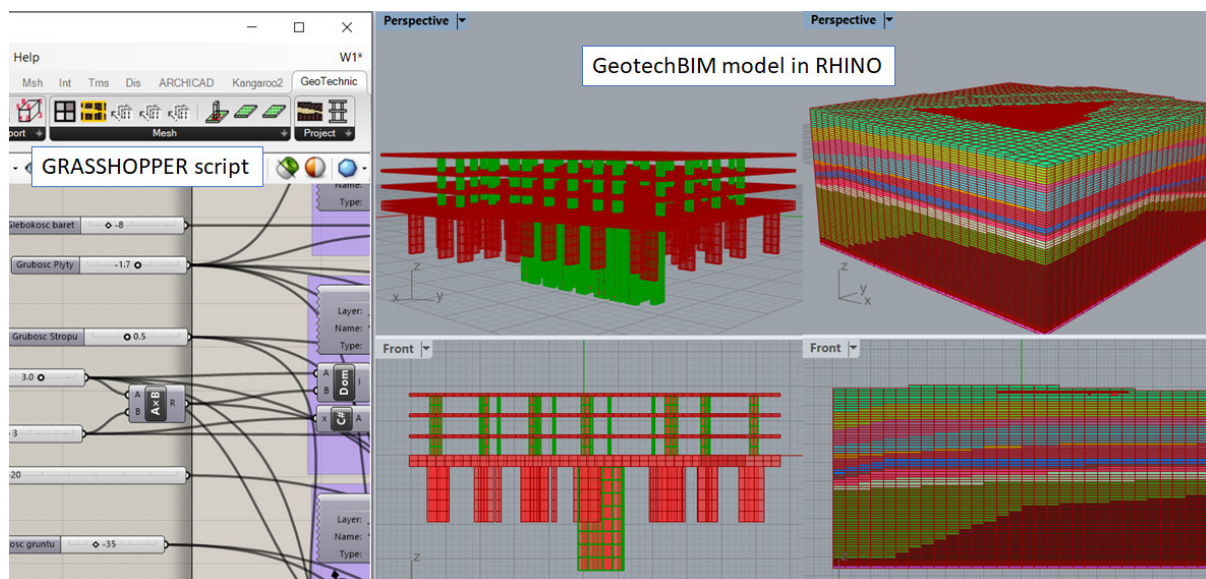 Help
W1*
Msh Int Trns Dis ARCHICAD Kangaroo2 GeoTechnic
port + Mesh + Project +
GRASSHOPPER script
Name:
Type:
Glebokosc baret -8
Grubosc Plyty -1.7
Grubosc Stropu 0.5
3.0
3
-20
osc gruntu -35
A
B
A×B
R
Layer:
Name:
Type:
A
B
Dom
I
x
C#
A
Layer:
Name:
Type:
Perspective
Perspective
GeotechBIM model in RHINO
z
x
y
z
y
x
Front
Front
z
z